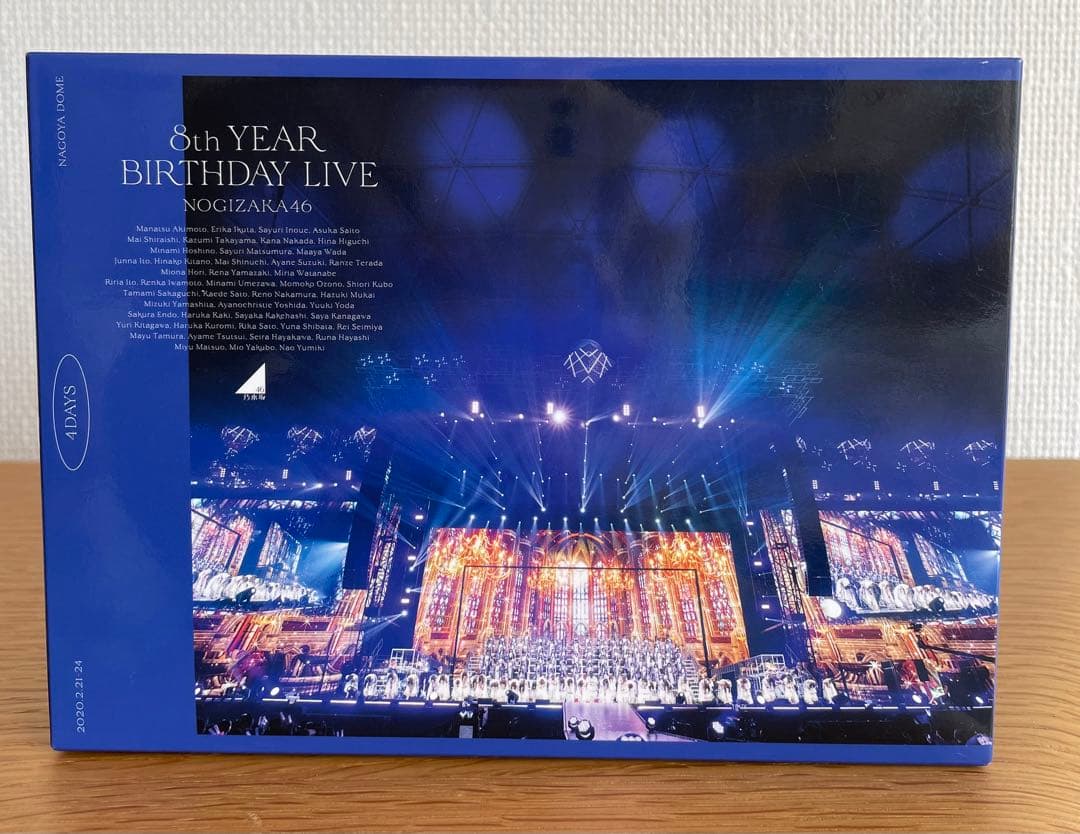 NAGOYA DOME
8th YEAR
BIRTHDAY LIVE
NOGIZAKA46
Manatsu Akimoto, Erika Ikuta, Sayuri Inoue, Asuka Saito
Mai Shiraishi, Kazumi Takayama, Kana Nakada, Hina Higuchi
Minami Hoshino, Sayuri Matsumura, Maaya Wada
Junna Ito, Hinako Kitano, Mai Shinuchi, Ayane Suzuki, Ranze Terada
Miona Hori, Rena Yamazaki, Miria Watanabe
Riria Ito, Renka Iwamoto, Minami Umezawa, Momoko Ozono, Shiori Kubo
Tamami Sakaguchi, Kaede Sato, Reno Nakamura, Hazuki Mukai
Mizuki Yamashita, Ayanochristie Yoshida, Yuuki Yoda
Sakura Endo, Haruka Kaki, Sayaka Kakehashi, Saya Kanagawa
Yuri Kitagawa, Haruka Kuromi, Rika Sato, Yuna Shibata, Rei Seimiya
Mayu Tamura, Ayame Tsutsui, Seira Hayakawa, Runa Hayashi
Miyu Matsuo, Mio Yakubo, Nao Yumiki
46
乃木坂
4DAYS
2020.2.21-24